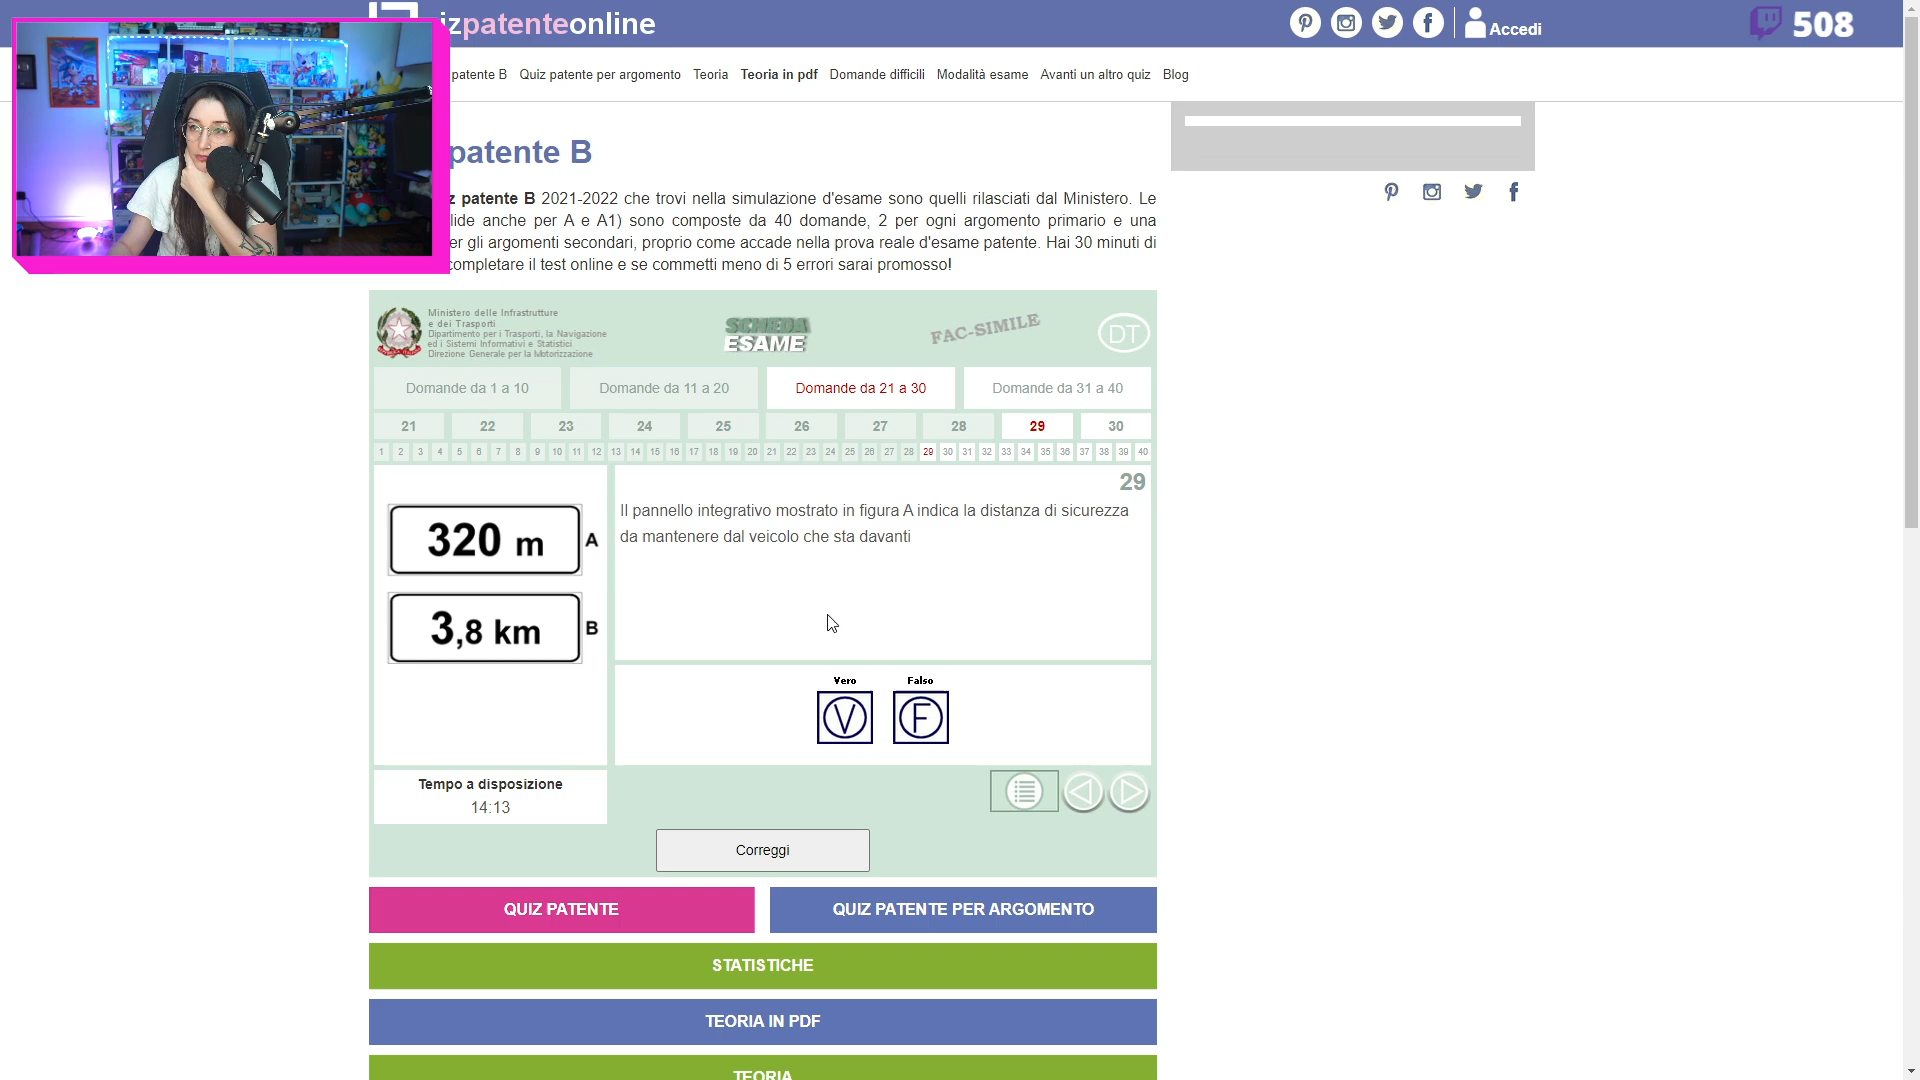 izpatenteonline
Accedi
508
patente B Quiz patente per argomento Teoria Teoria in pdf Domande difficili Modalità esame Avanti un altro quiz Blog
patente B
z patente B 2021-2022 che trovi nella simulazione d'esame sono quelli rilasciati dal Ministero. Le
lide anche per A e A1) sono composte da 40 domande, 2 per ogni argomento primario e una
er gli argomenti secondari, proprio come accade nella prova reale d'esame patente. Hai 30 minuti di
completare il test online e se commetti meno di 5 errori sarai promosso!
Ministero delle Infrastrutture
e dei Trasporti
Dipartimento per i Trasporti, la Navigazione
ed i Sistemi Informativi e Statistici
Direzione Generale per la Motorizzazione
SCHEDA
ESAME
FAC-SIMILE
DT
Domande da 1 a 10 Domande da 11 a 20 Domande da 21 a 30 Domande da 31 a 40
21 22 23 24 25 26 27 28 29 30
1 2 3 4 5 6 7 8 9 10 11 12 13 14 15 16 17 18 19 20 21 22 23 24 25 26 27 28 29 30 31 32 33 34 35 36 37 38 39 40
29
Il pannello integrativo mostrato in figura A indica la distanza di sicurezza
da mantenere dal veicolo che sta davanti
320 m A
3,8 km B
Vero Falso
V F
Tempo a disposizione
14:13
Correggi
QUIZ PATENTE QUIZ PATENTE PER ARGOMENTO
STATISTICHE
TEORIA IN PDF
TEORIA